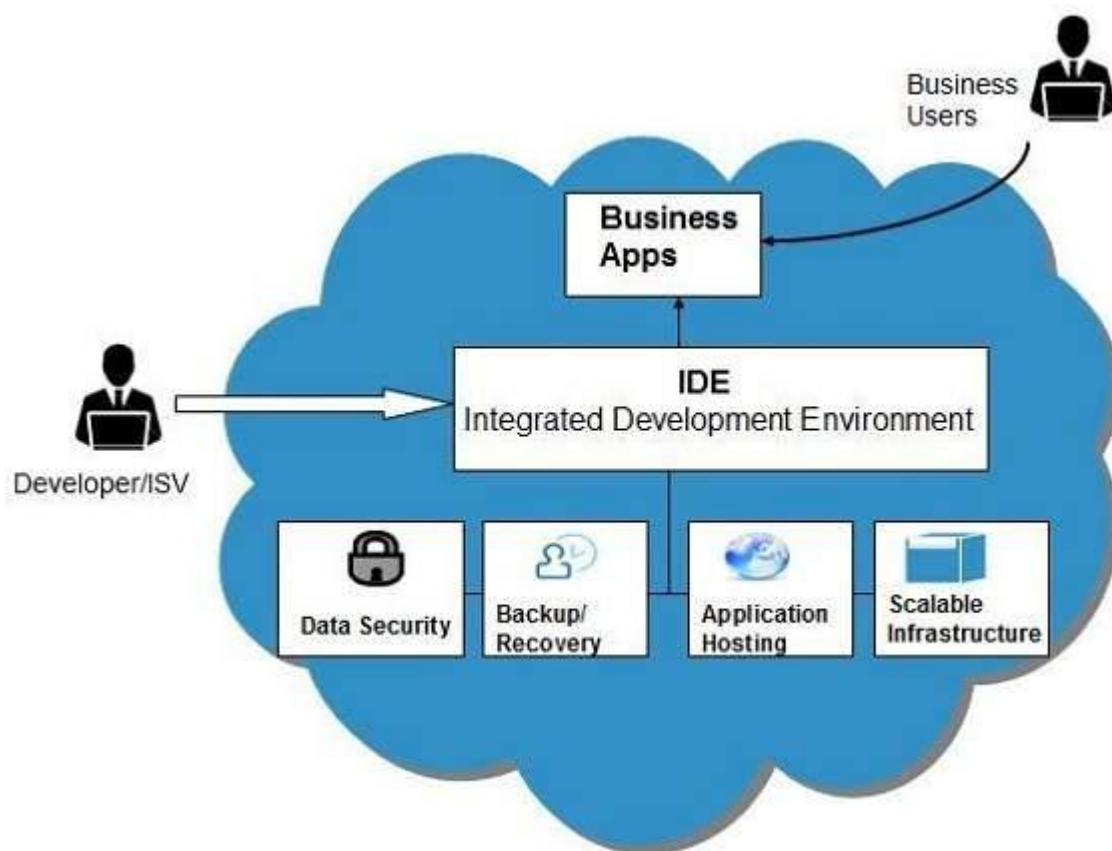 Business
Users
Business
Apps
IDE
Integrated Development Environment
Developer/ISV
Data Security
Backup/
Recovery
Application
Hosting
Scalable
Infrastructure